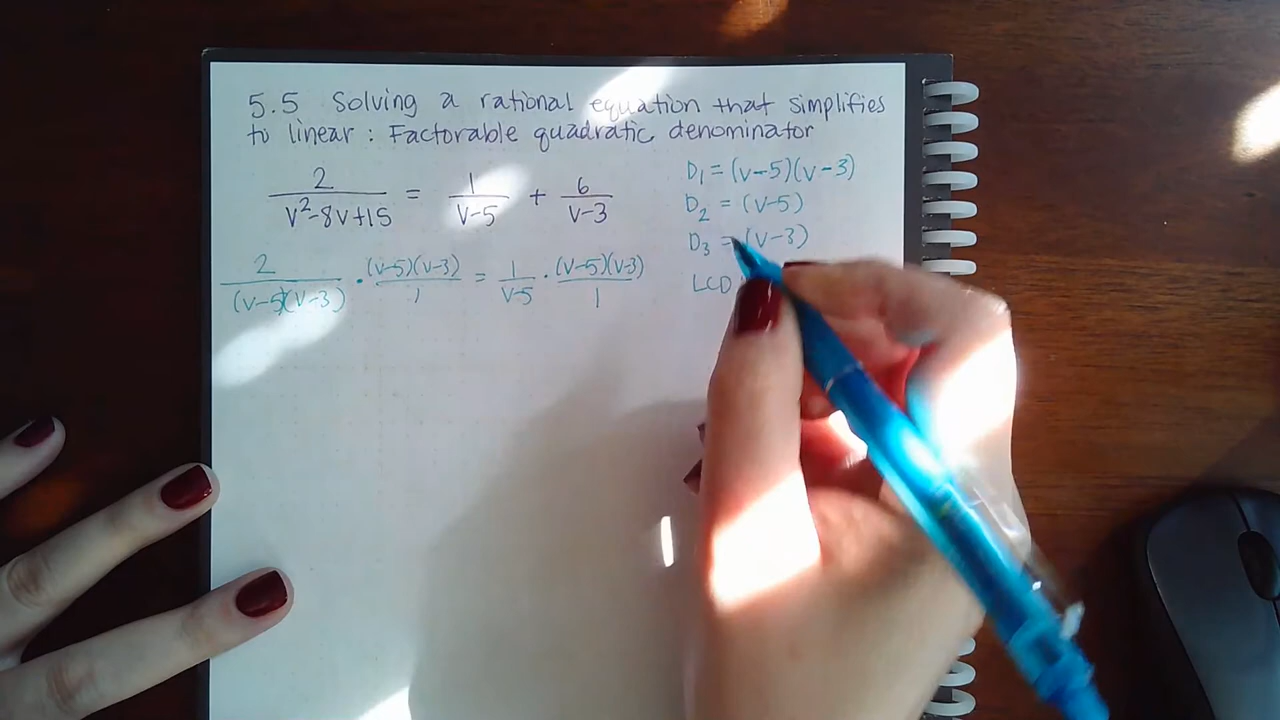 5.5 Solving a rational equation that simplifies
to linear : Factorable quadratic denominator
2/(v²-8v+15) = 1/(v-5) + 6/(v-3)
D₁ = (v-5)(v-3)
D₂ = (v-5)
D₃ = (v-3)
LCD
2/((v-5)(v-3)) · (v-5)(v-3)/1 = 1/(v-5) · (v-5)(v-3)/1